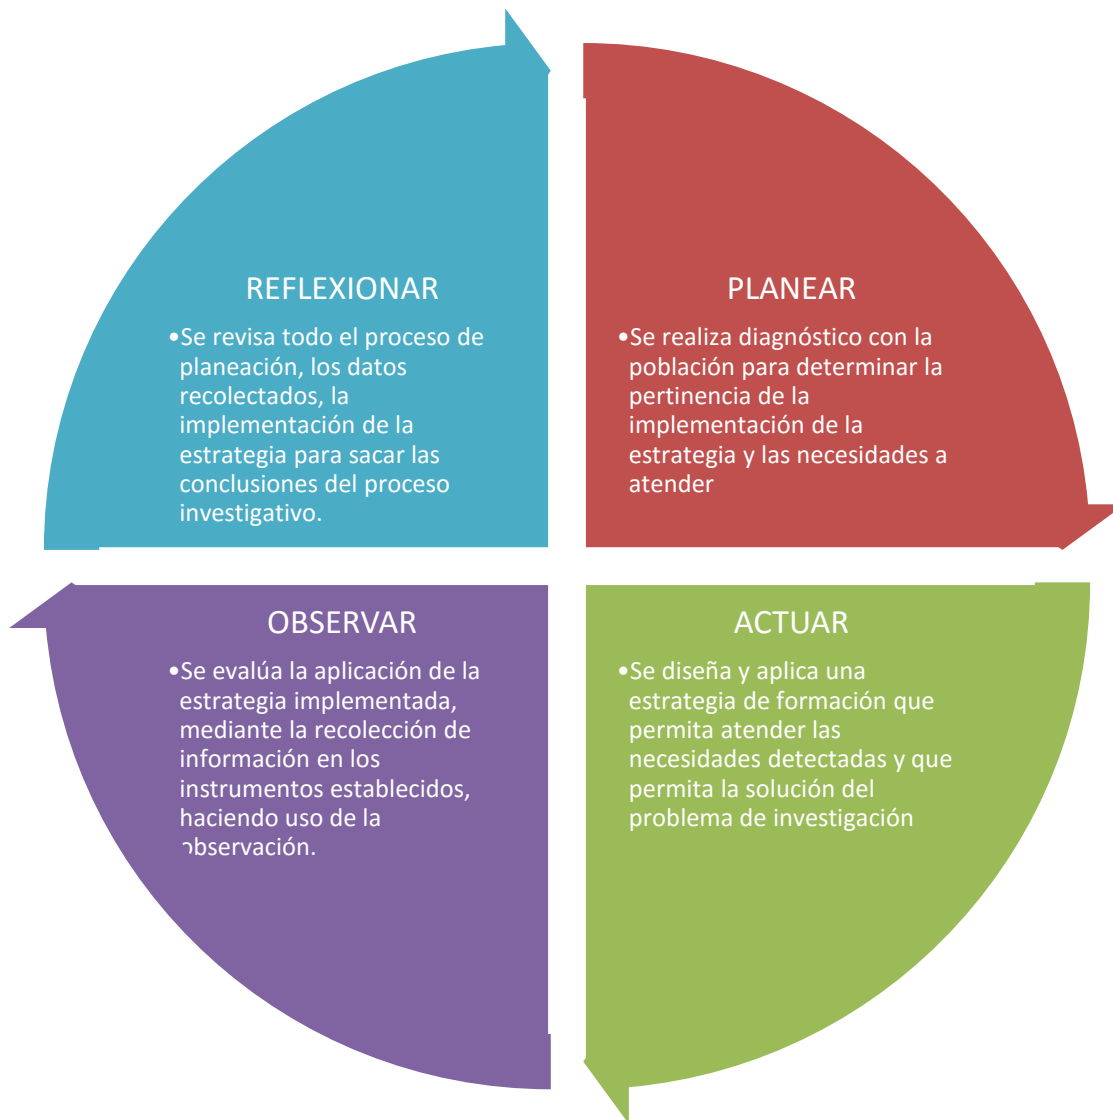 REFLEXIONAR
•Se revisa todo el proceso de
planeación, los datos
recolectados, la
implementación de la
estrategia para sacar las
conclusiones del proceso
investigativo.
PLANEAR
•Se realiza diagnóstico con la
población para determinar la
pertinencia de la
implementación de la
estrategia y las necesidades a
atender
OBSERVAR
•Se evalúa la aplicación de la
estrategia implementada,
mediante la recolección de
información en los
instrumentos establecidos,
haciendo uso de la
observación.
ACTUAR
•Se diseña y aplica una
estrategia de formación que
permita atender las
necesidades detectadas y que
permita la solución del
problema de investigación